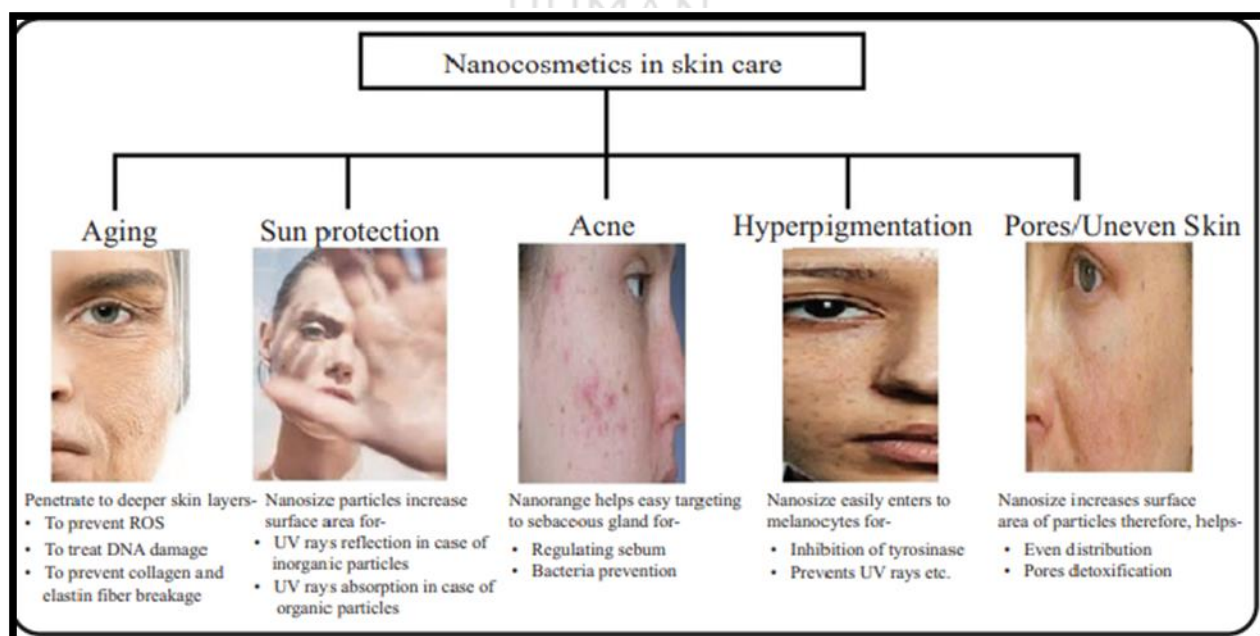 HUMAN
Nanocosmetics in skin care
Aging
Penetrate to deeper skin layers-
• To prevent ROS
• To treat DNA damage
• To prevent collagen and
elastin fiber breakage
Sun protection
Nanosize particles increase
surface area for-
• UV rays reflection in case of
inorganic particles
• UV rays absorption in case of
organic particles
Acne
Nanorange helps easy targeting
to sebaceous gland for-
• Regulating sebum
• Bacteria prevention
Hyperpigmentation
Nanosize easily enters to
melanocytes for-
• Inhibition of tyrosinase
• Prevents UV rays etc.
Pores/Uneven Skin
Nanosize increases surface
area of particles therefore, helps-
• Even distribution
• Pores detoxification